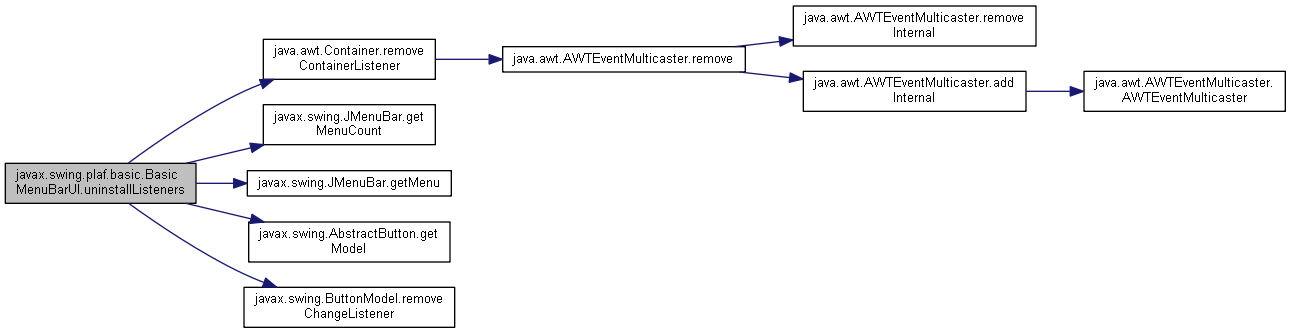 javax.swing.plaf.basic.Basic
MenuBarUI.uninstallListeners
java.awt.Container.remove
ContainerListener
java.awt.AWTEventMulticaster.remove
java.awt.AWTEventMulticaster.remove
Internal
java.awt.AWTEventMulticaster.add
Internal
java.awt.AWTEventMulticaster.
AWTEventMulticaster
javax.swing.JMenuBar.get
MenuCount
javax.swing.JMenuBar.getMenu
javax.swing.AbstractButton.get
Model
javax.swing.ButtonModel.remove
ChangeListener